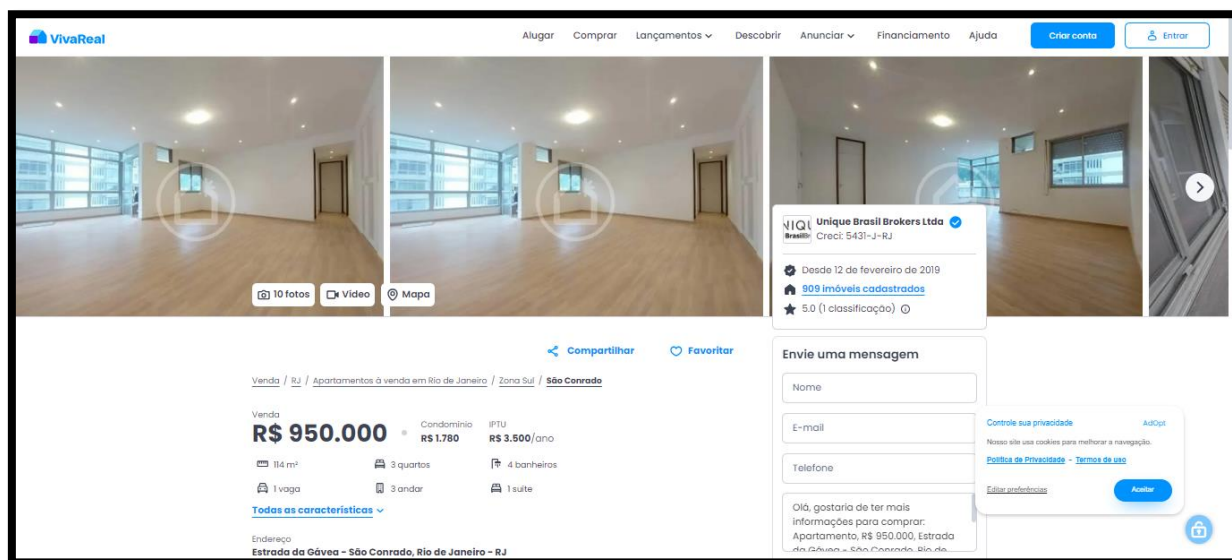 VivaReal
Alugar Comprar Lançamentos Descobrir Anunciar Financiamento Ajuda Criar conta Entrar
10 fotos Vídeo Mapa
Unique Brasil Brokers Ltda
Creci: 5431-J-RJ
Desde 12 de fevereiro de 2019
909 imóveis cadastrados
5.0 (1 classificação)
Compartilhar Favoritar
Venda / RJ / Apartamentos à venda em Rio de Janeiro / Zona Sul / São Conrado
Venda
R$ 950.000
Condomínio
R$ 1.780
IPTU
R$ 3.500/ano
114 m² 3 quartos 4 banheiros
1 vaga 3 andar 1 suíte
Todas as características
Endereço
Estrada da Gávea - São Conrado, Rio de Janeiro - RJ
Envie uma mensagem
Nome
E-mail
Telefone
Olá, gostaria de ter mais
informações para comprar:
Apartamento, R$ 950.000, Estrada
da Gávea - São Conrado, Rio de
Controle sua privacidade AdOpt
Nosso site usa cookies para melhorar a navegação.
Política de Privacidade - Termos de uso
Editar preferências Aceitar